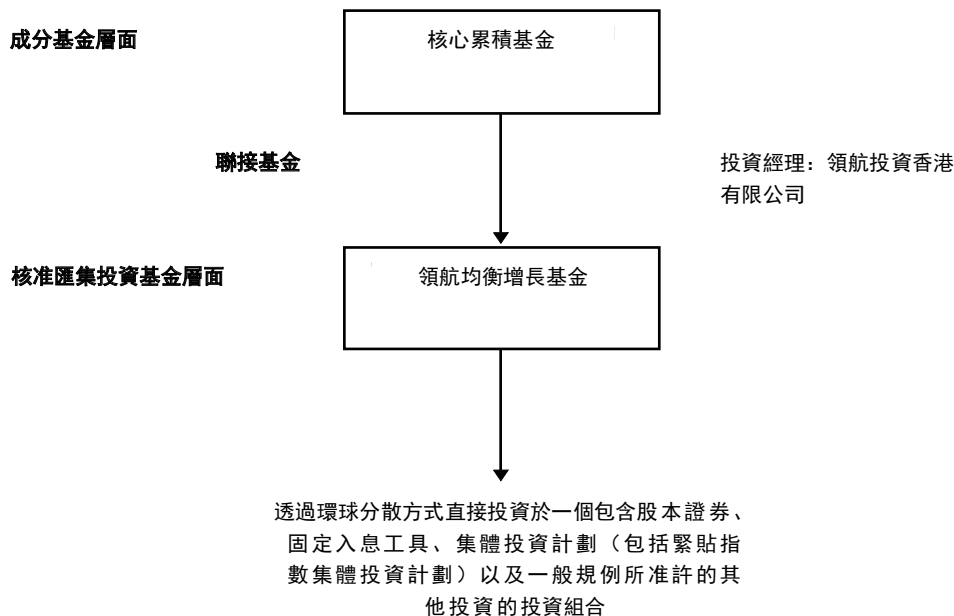 成分基金層面
核心累積基金
聯接基金
投資經理：領航投資香港
有限公司
核准匯集投資基金層面
領航均衡增長基金
透過環球分散方式直接投資於一個包含股本證券、
固定入息工具、集體投資計劃（包括緊貼指
數集體投資計劃）以及一般規例所准許的其
他投資的投資組合